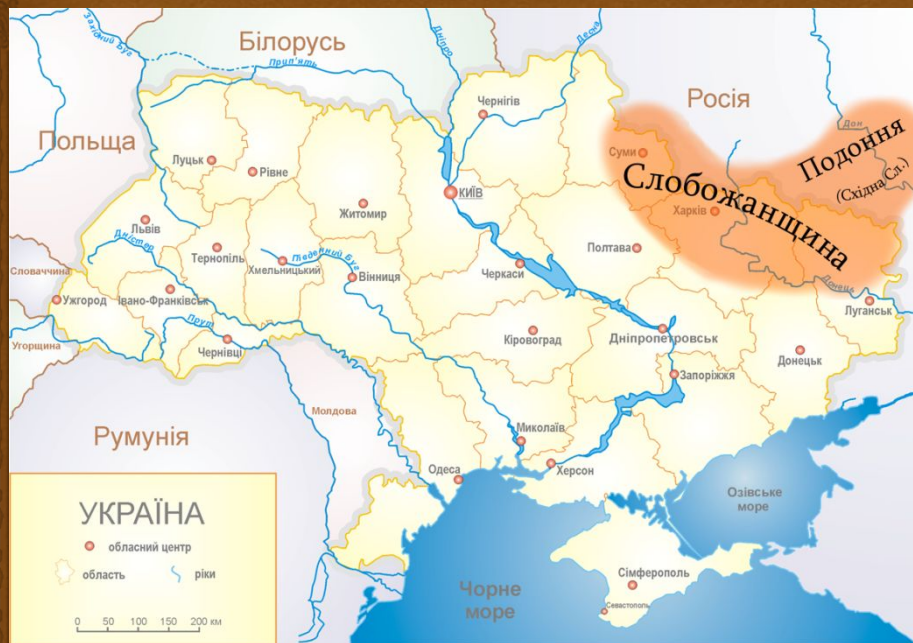 Західний Буг
Білорусь
Дніпро
Десна
Прип'ять
Чернігів
Росія
Дон
Подоння
(Східна Сл.)
Польща
Луцьк
Рівне
КИЇВ
Суми
Слобожанщина
Житомир
Харків
Львів
Дністер
Тернопіль
Хмельницький
Південний Буг
Вінниця
Полтава
Черкаси
Словаччина
Ужгород
Івано-Франківськ
Донець
Луганськ
Прут
Чернівці
Угорщина
Кіровоград
Дніпропетровськ
Донецьк
Запоріжжя
Молдова
Румунія
Миколаїв
Одеса
Херсон
Озівське
море
УКРАЇНА
обласний центр
область
ріки
0 50 100 150 200 км
Чорне
море
Сімферополь
Севастополь